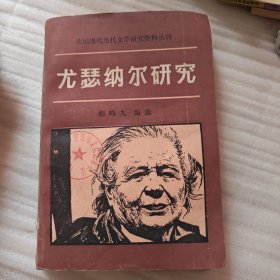 法国现代当代文学研究资料丛刊
尤瑟纳尔研究
柳鸣九 编选